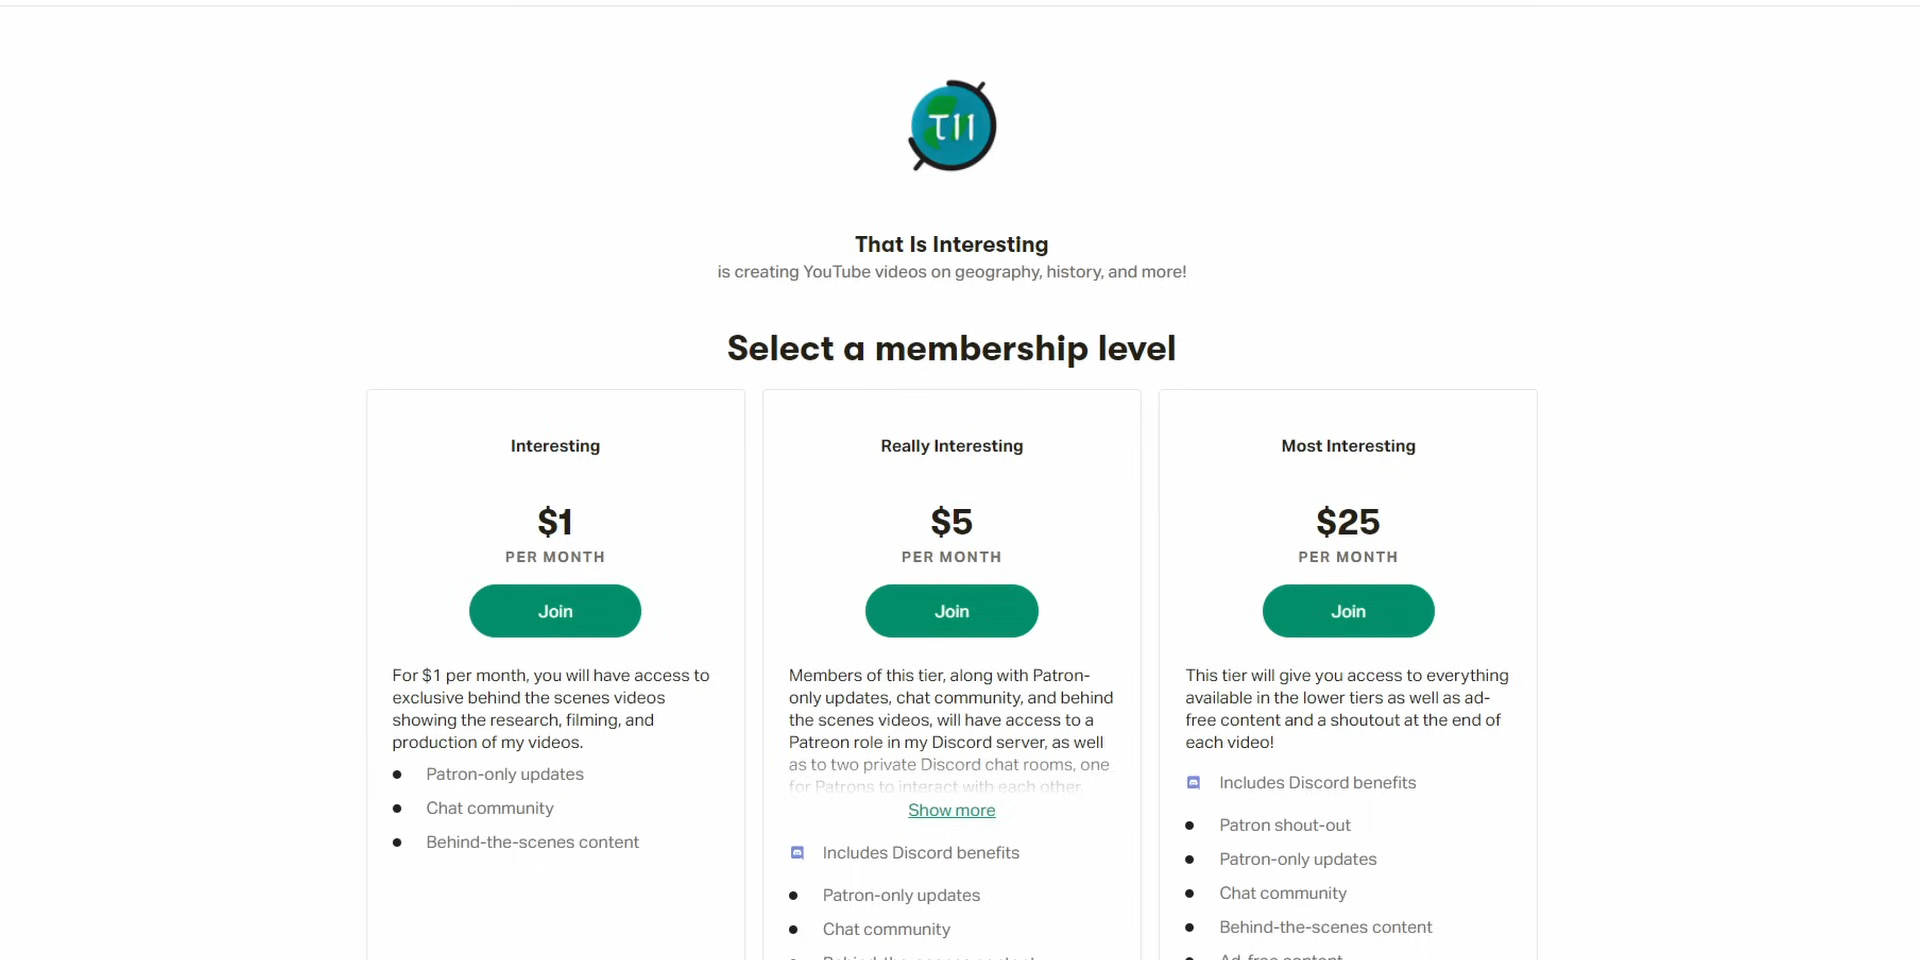 TII
That Is Interesting
is creating YouTube videos on geography, history, and more!
Select a membership level
Interesting
$1
PER MONTH
Join
For $1 per month, you will have access to
exclusive behind the scenes videos
showing the research, filming, and
production of my videos.
Patron-only updates
Chat community
Behind-the-scenes content
Really Interesting
$5
PER MONTH
Join
Members of this tier, along with Patron-
only updates, chat community, and behind
the scenes videos, will have access to a
Patreon role in my Discord server, as well
as to two private Discord chat rooms, one
for Patrons to interact with each other,
Show more
Includes Discord benefits
Patron-only updates
Chat community
Behind-the-scenes content
Most Interesting
$25
PER MONTH
Join
This tier will give you access to everything
available in the lower tiers as well as ad-
free content and a shoutout at the end of
each video!
Includes Discord benefits
Patron shout-out
Patron-only updates
Chat community
Behind-the-scenes content
Ad-free content